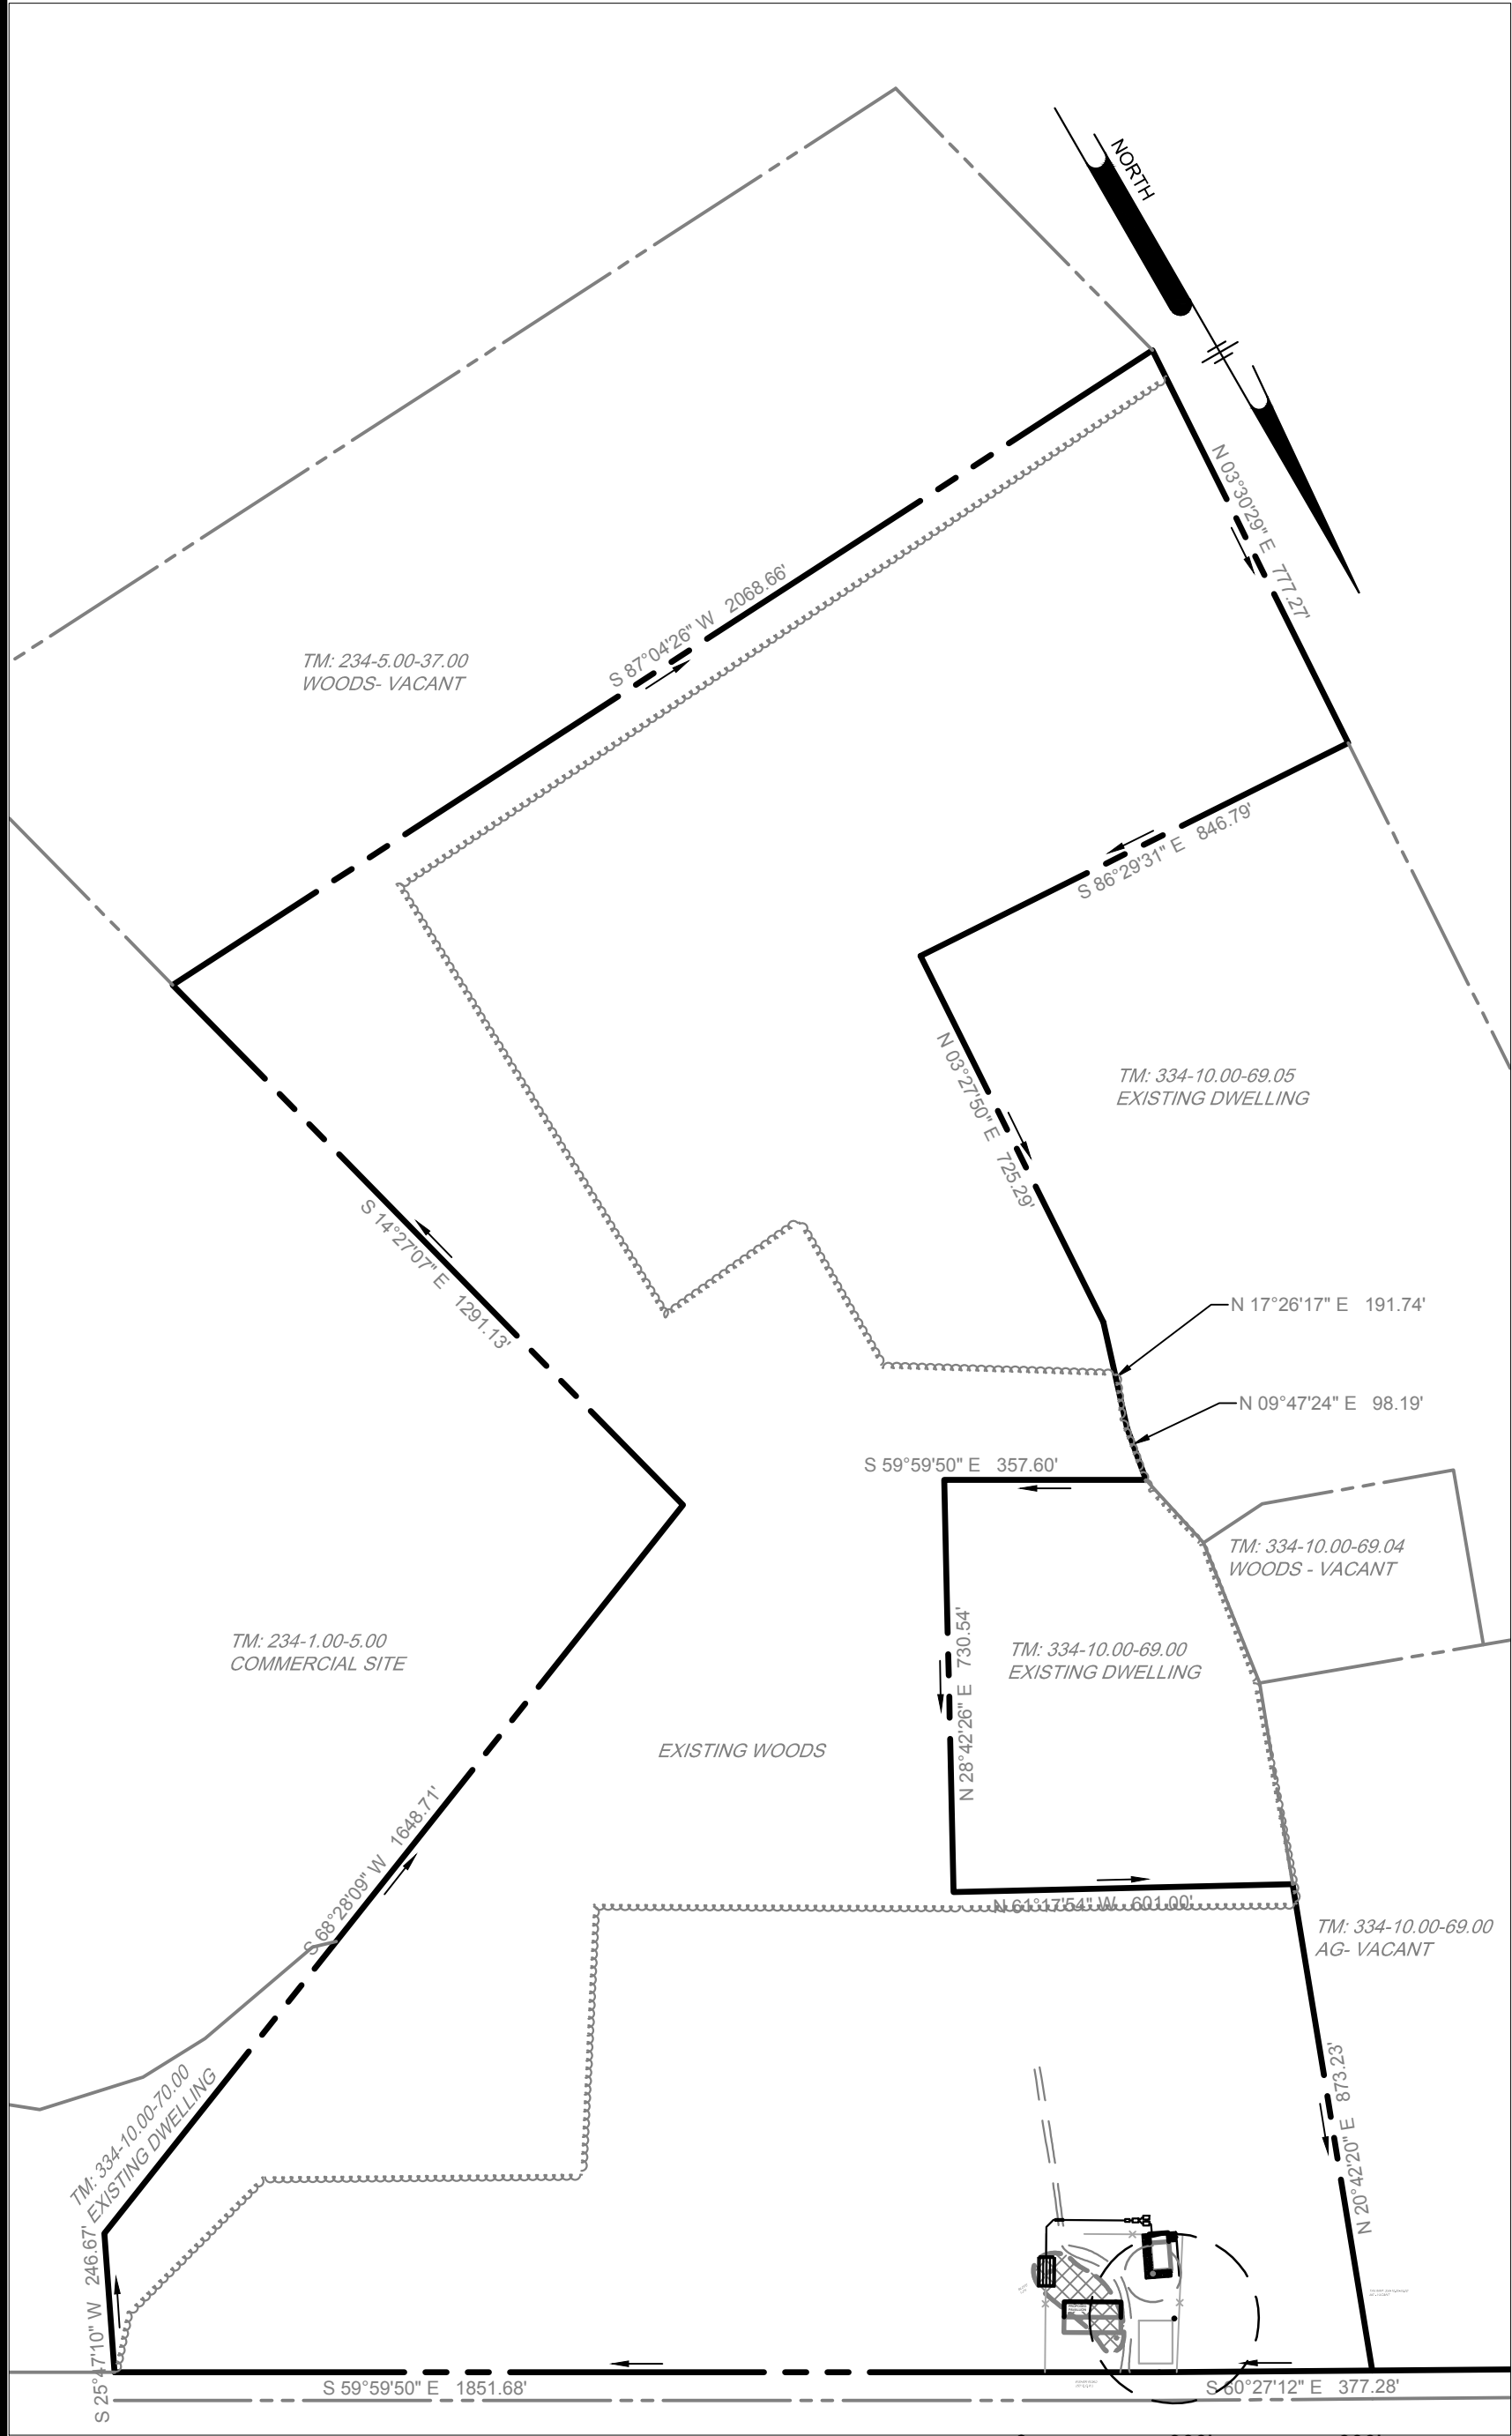 NORTH
N 03°30'29" E 777.27'
S 87°04'26" W 2068.66'
TM: 234-5.00-37.00
WOODS- VACANT
S 86°29'31" E 846.79'
N 03°27'50" E 725.29'
TM: 334-10.00-69.05
EXISTING DWELLING
S 14°27'07" E 1291.13'
N 17°26'17" E 191.74'
N 09°47'24" E 98.19'
S 59°59'50" E 357.60'
TM: 334-10.00-69.04
WOODS - VACANT
TM: 234-1.00-5.00
COMMERCIAL SITE
N 28°42'26" E 730.54'
TM: 334-10.00-69.00
EXISTING DWELLING
EXISTING WOODS
S 68°28'09" W 1648.71'
N 61°17'54" W 601.00'
TM: 334-10.00-69.00
AG- VACANT
TM: 334-10.00-70.00
EXISTING DWELLING
N 20°42'20" E 873.23'
S 25°47'10" W 246.67'
S 59°59'50" E 1851.68'
S 60°27'12" E 377.28'